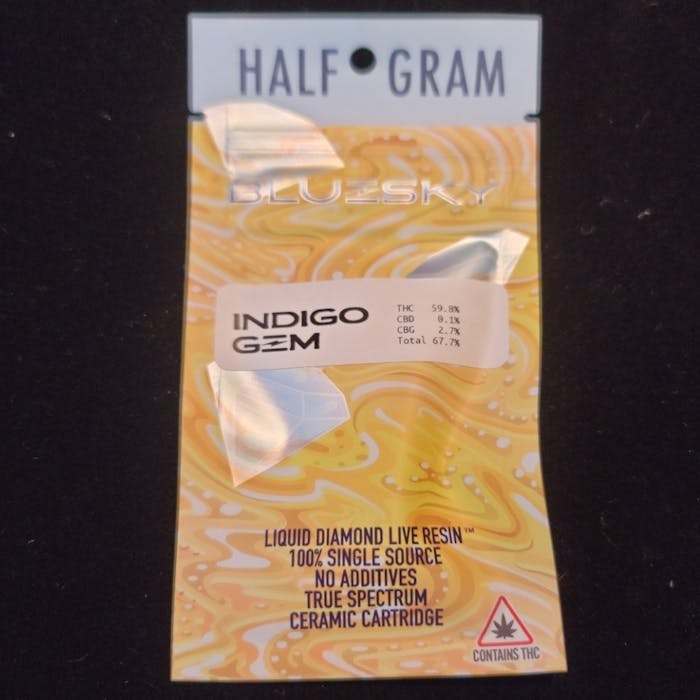 HALF GRAM
BLUESKY
INDIGO
GEM
THC 59.8%
CBD 0.1%
CBG 2.7%
Total 67.7%
LIQUID DIAMOND LIVE RESIN™
100% SINGLE SOURCE
NO ADDITIVES
TRUE SPECTRUM
CERAMIC CARTRIDGE
CONTAINS THC